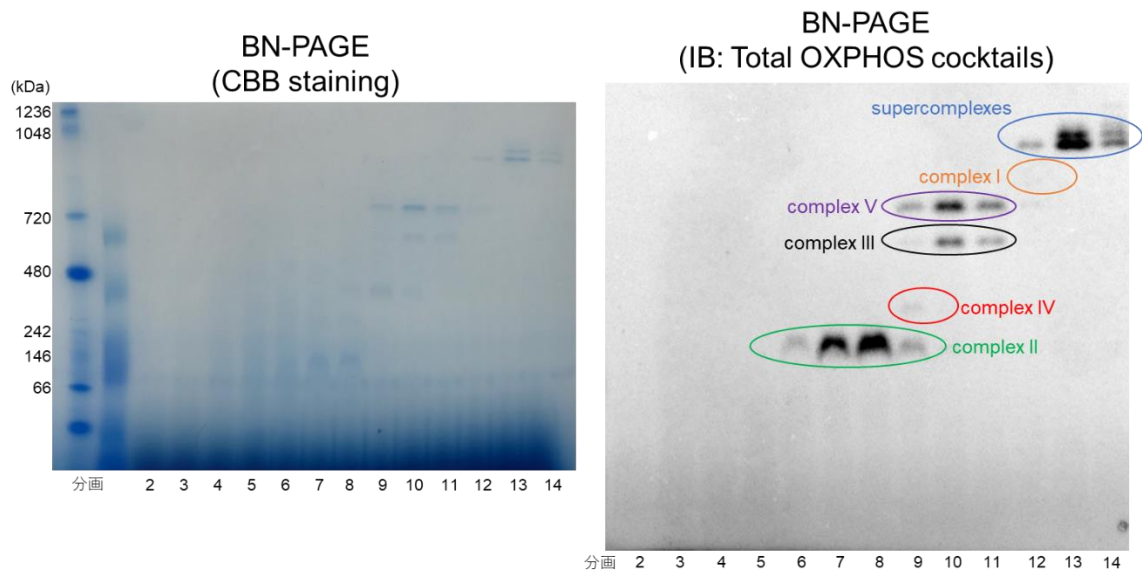 BN-PAGE
(CBB staining)
(kDa)
1236
1048
720
480
242
146
66
分画 2 3 4 5 6 7 8 9 10 11 12 13 14
BN-PAGE
(IB: Total OXPHOS cocktails)
supercomplexes
complex I
complex V
complex III
complex IV
complex II
分画 2 3 4 5 6 7 8 9 10 11 12 13 14